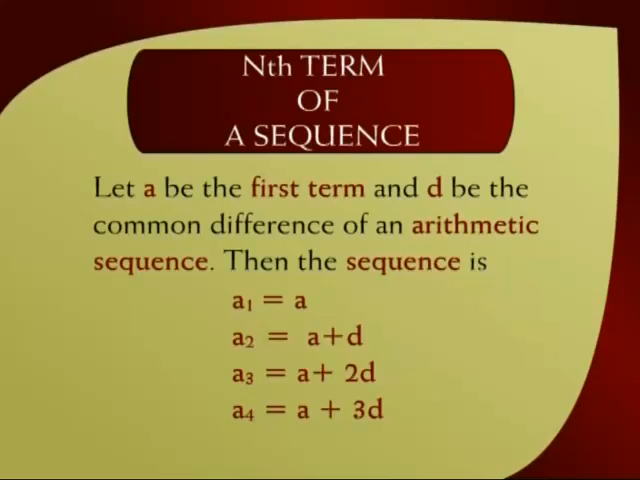 Nth TERM
OF
A SEQUENCE
Let a be the first term and d be the
common difference of an arithmetic
sequence. Then the sequence is
a₁ = a
a₂ = a+d
a₃ = a+ 2d
a₄ = a + 3d